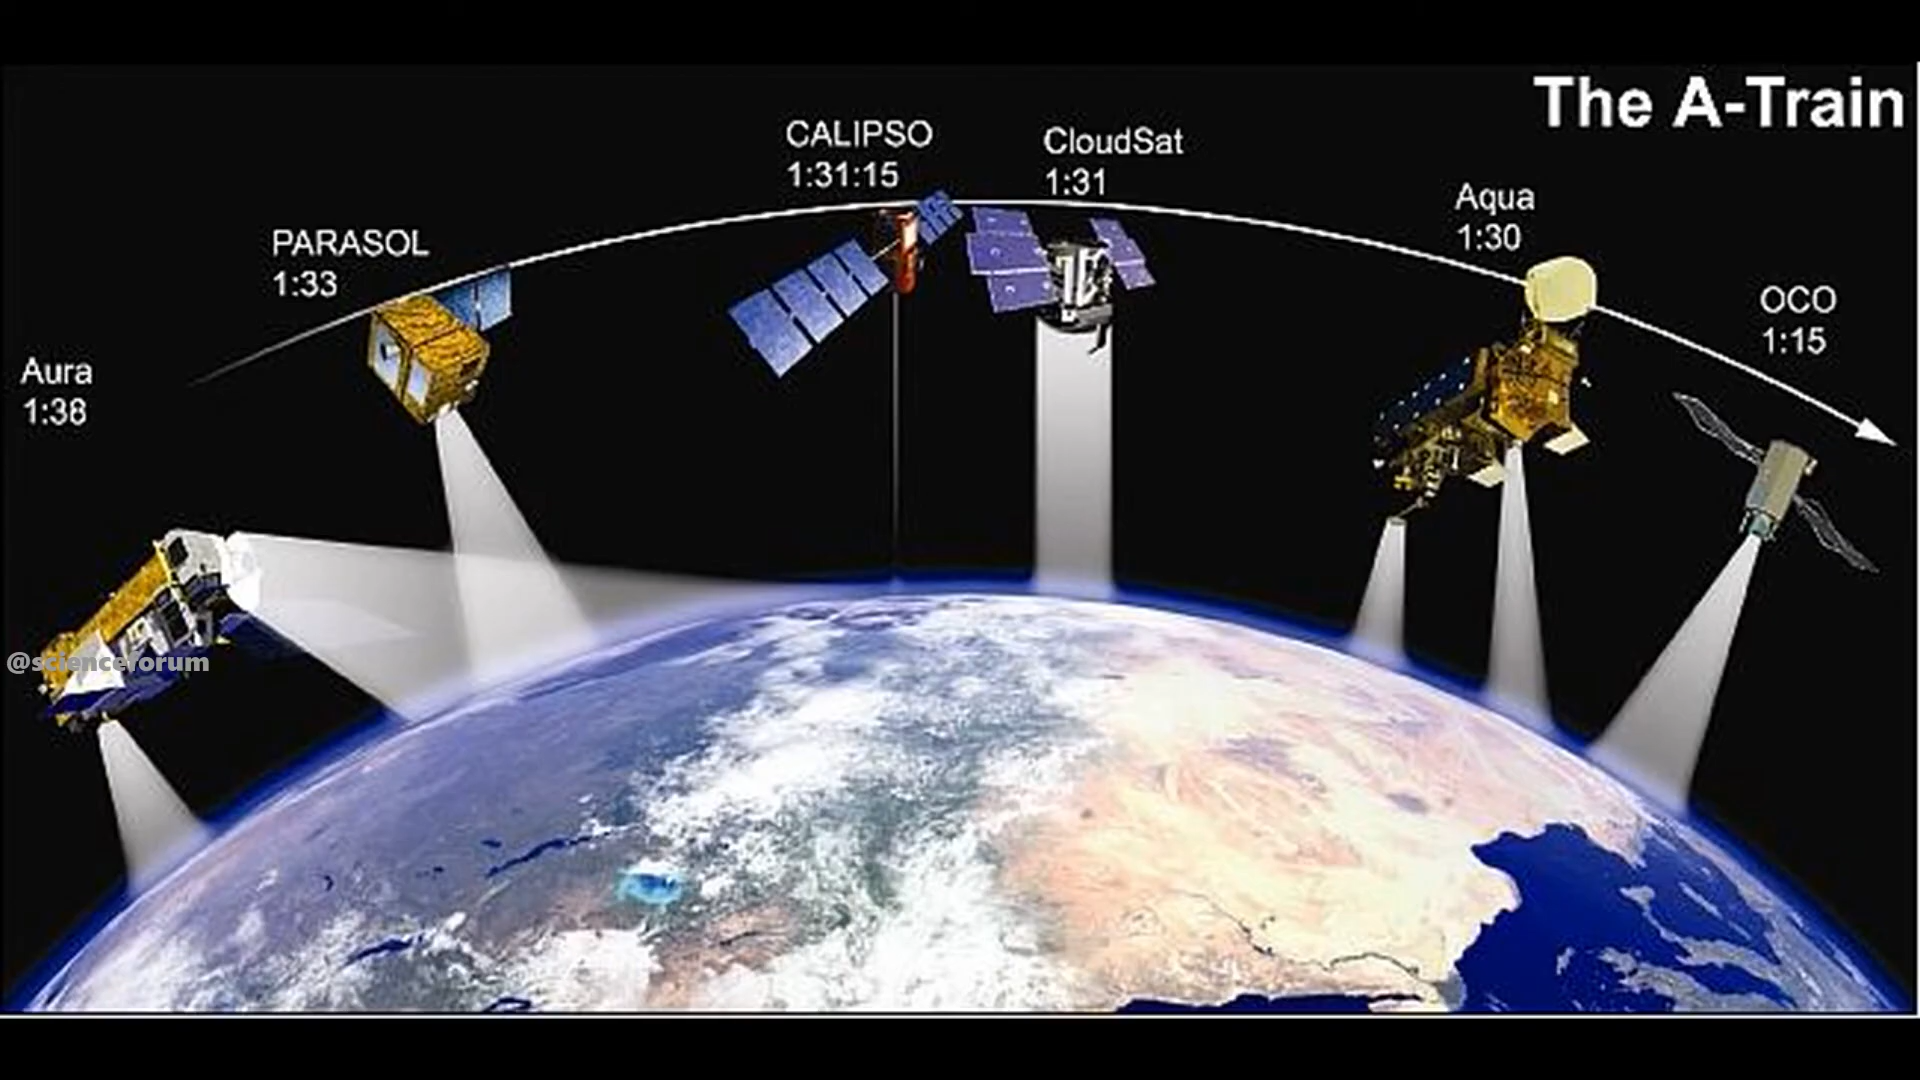 The A-Train
Aura
1:38
PARASOL
1:33
CALIPSO
1:31:15
CloudSat
1:31
Aqua
1:30
OCO
1:15
@scienceforum